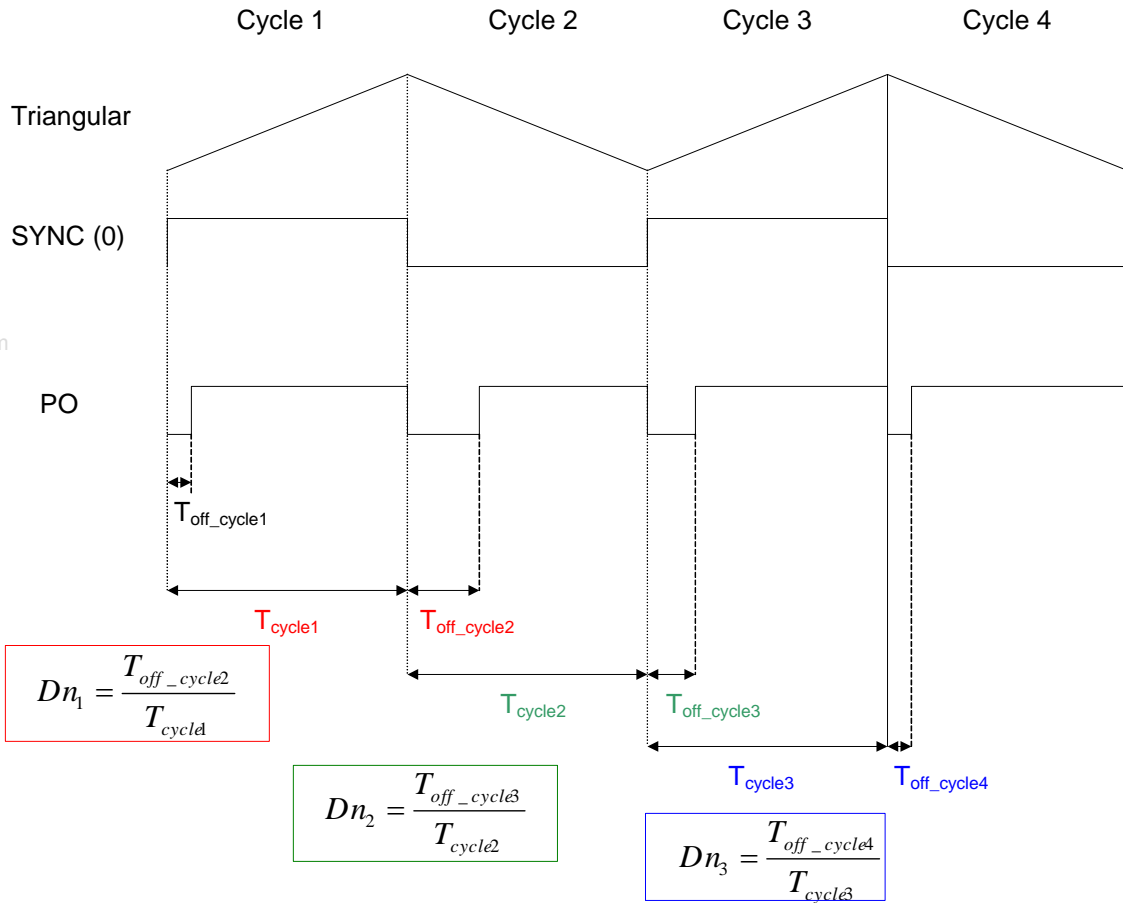 Cycle 1 Cycle 2 Cycle 3 Cycle 4
Triangular
SYNC (0)
m
PO
T_off_cycle1
T_cycle1 T_off_cycle2
Dn_1 = T_off_cycle2 / T_cycle1
T_cycle2 T_off_cycle3
Dn_2 = T_off_cycle3 / T_cycle2
T_cycle3 T_off_cycle4
Dn_3 = T_off_cycle4 / T_cycle3